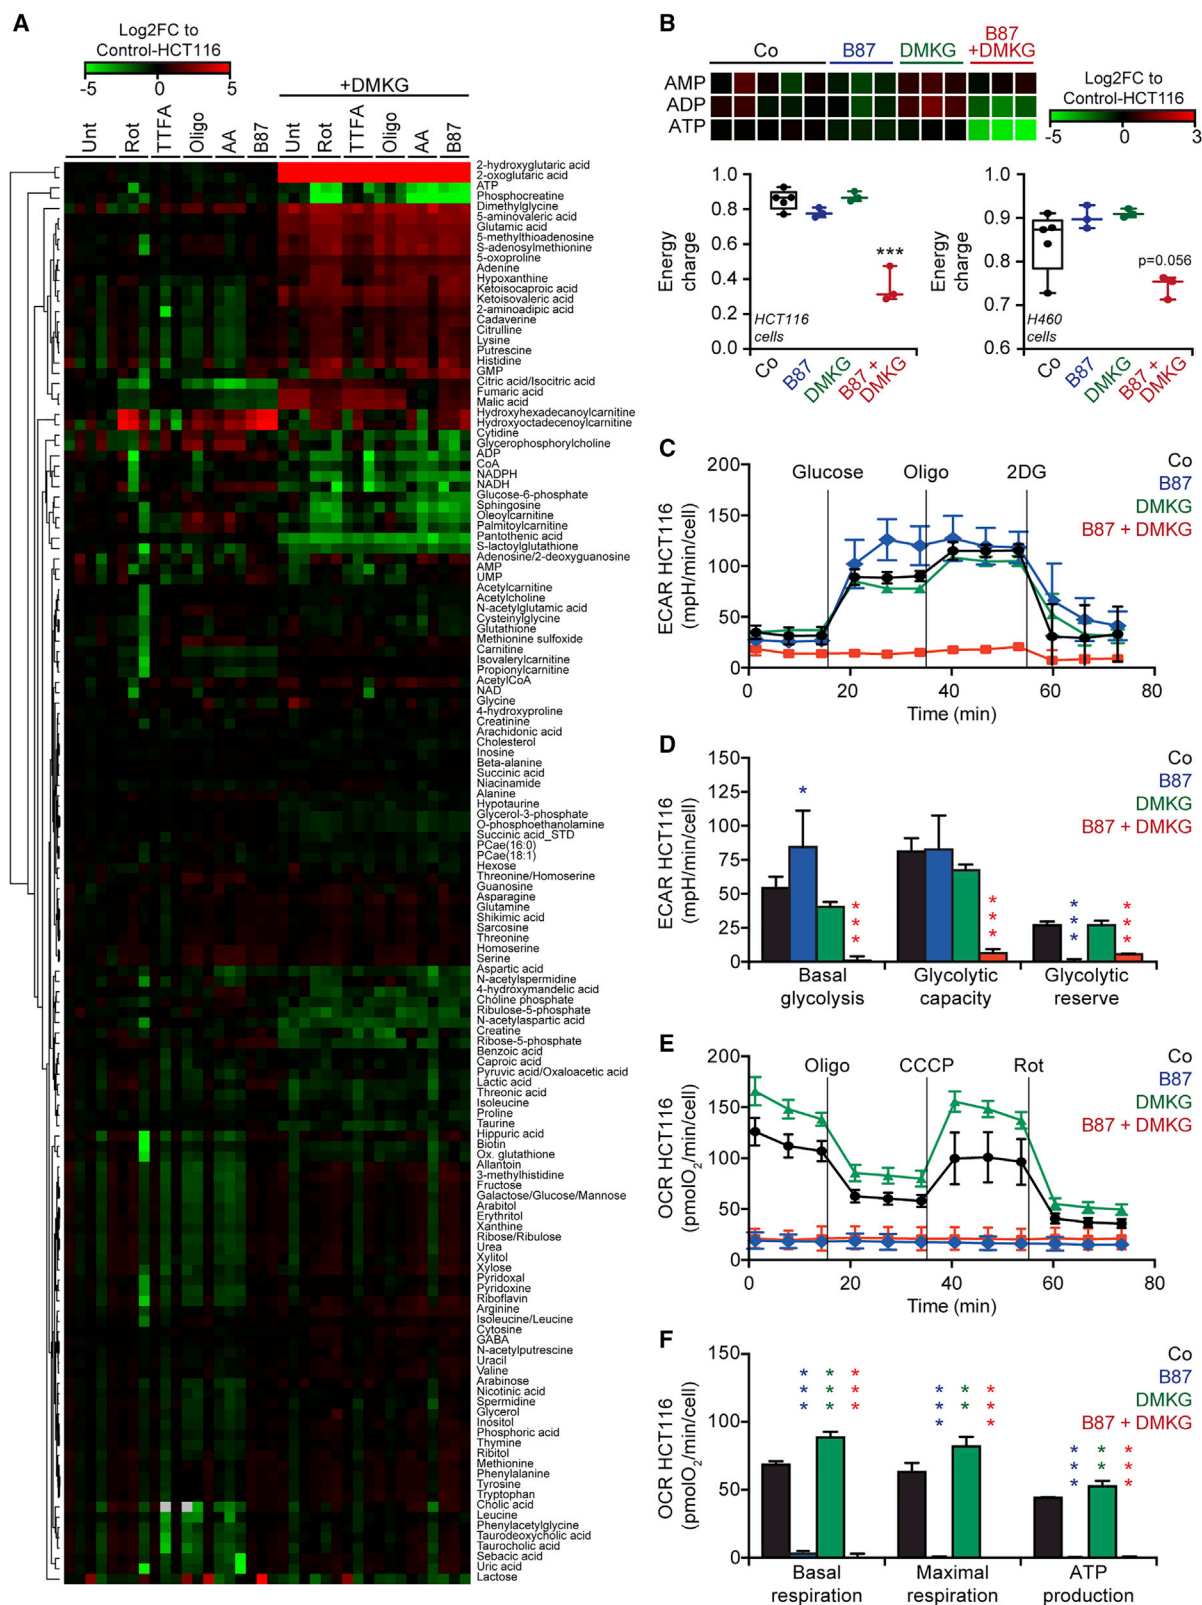 A
Log2FC to
Control-HCT116
-5 0 5
+DMKG
Unt
Rot
TTFA
Oligo
AA
B87
Unt
Rot
TTFA
Oligo
AA
B87
2-hydroxyglutaric acid
2-oxoglutaric acid
ATP
Phosphocreatine
Dimethylglycine
5-aminovaleric acid
Glutamic acid
5-methylthioadenosine
S-adenosylmethionine
5-oxoproline
Adenine
Hypoxanthine
Ketoisocaproic acid
Ketoisovaleric acid
2-aminoadipic acid
Cadaverine
Citrulline
Lysine
Putrescine
Histidine
GMP
Citric acid/Isocitric acid
Fumaric acid
Malic acid
Hydroxyhexadecanoylcarnitine
Hydroxyoctadecenoylcarnitine
Cytidine
Glycerophosphorylcholine
ADP
CoA
NADPH
NADH
Glucose-6-phosphate
Sphingosine
Oleoylcarnitine
Palmitoylcarnitine
Pantothenic acid
S-lactoylglutathione
Adenosine/2-deoxyguanosine
AMP
UMP
Acetylcarnitine
Acetylcholine
N-acetylglutamic acid
Cysteinylglycine
Glutathione
Methionine sulfoxide
Carnitine
Isovalerylcarnitine
Propionylcarnitine
AcetylCoA
NAD
Glycine
4-hydroxyproline
Creatinine
Arachidonic acid
Cholesterol
Inosine
Beta-alanine
Succinic acid
Niacinamide
Alanine
Hypotaurine
Glycerol-3-phosphate
O-phosphoethanolamine
Succinic acid_STD
PCae(16:0)
PCae(18:1)
Hexose
Threonine/Homoserine
Guanosine
Asparagine
Glutamine
Shikimic acid
Sarcosine
Threonine
Homoserine
Serine
Aspartic acid
N-acetylspermidine
4-hydroxymandelic acid
Choline phosphate
Ribulose-5-phosphate
N-acetylaspartic acid
Creatine
Ribose-5-phosphate
Benzoic acid
Caproic acid
Pyruvic acid/Oxaloacetic acid
Lactic acid
Threonic acid
Isoleucine
Proline
Taurine
Hippuric acid
Biotin
Ox. glutathione
Allantoin
3-methylhistidine
Fructose
Galactose/Glucose/Mannose
Arabitol
Erythritol
Xanthine
Ribose/Ribulose
Urea
Xylitol
Xylose
Pyridoxal
Pyridoxine
Riboflavin
Arginine
Isoleucine/Leucine
Cytosine
GABA
N-acetylputrescine
Uracil
Valine
Arabinose
Nicotinic acid
Spermidine
Glycerol
Inositol
Phosphoric acid
Thymine
Ribitol
Methionine
Phenylalanine
Tyrosine
Tryptophan
Cholic acid
Leucine
Phenylacetylglycine
Taurodeoxycholic acid
Taurocholic acid
Sebacic acid
Uric acid
Lactose
B
Co
B87
DMKG
B87
+DMKG
AMP
ADP
ATP
Log2FC to
Control-HCT116
-5 0 3
Energy
charge
1.0
0.8
0.6
0.4
0.2
0.0
***
HCT116
cells
Co
B87
DMKG
B87 +
DMKG
Energy
charge
1.0
0.9
0.8
0.7
0.6
p=0.056
H460
cells
Co
B87
DMKG
B87 +
DMKG
C
ECAR HCT116
(mpH/min/cell)
200
150
100
50
0
Glucose Oligo 2DG
Co
B87
DMKG
B87 + DMKG
0 20 40 60 80
Time (min)
D
ECAR HCT116
(mpH/min/cell)
150
125
100
75
50
25
0
Co
B87
DMKG
B87 + DMKG
* *** *** *** ***
Basal
glycolysis
Glycolytic
capacity
Glycolytic
reserve
E
OCR HCT116
(pmolO2/min/cell)
200
150
100
50
0
Oligo CCCP Rot
Co
B87
DMKG
B87 + DMKG
0 20 40 60 80
Time (min)
F
OCR HCT116
(pmolO2/min/cell)
150
100
50
0
Co
B87
DMKG
B87 + DMKG
*** *** *** *** ** *** *** ** ***
Basal
respiration
Maximal
respiration
ATP
production